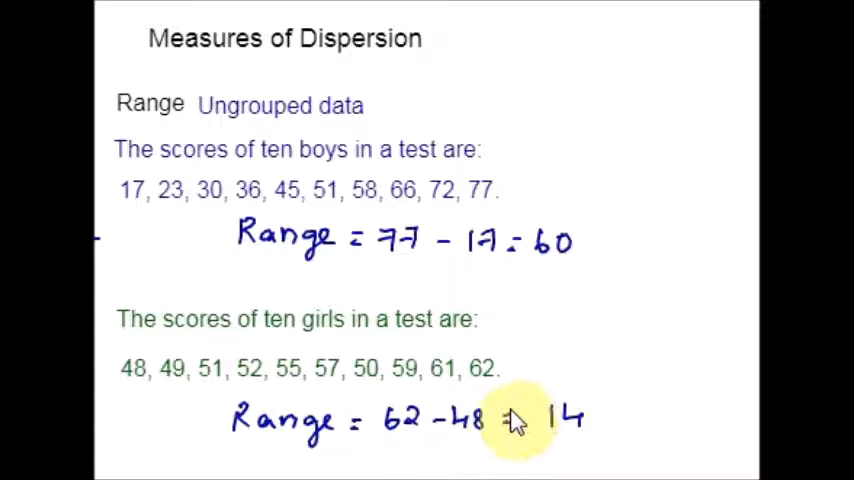 Measures of Dispersion
Range Ungrouped data
The scores of ten boys in a test are:
17, 23, 30, 36, 45, 51, 58, 66, 72, 77.
Range = 77 - 17 = 60
The scores of ten girls in a test are:
48, 49, 51, 52, 55, 57, 50, 59, 61, 62.
Range = 62 - 48 = 14